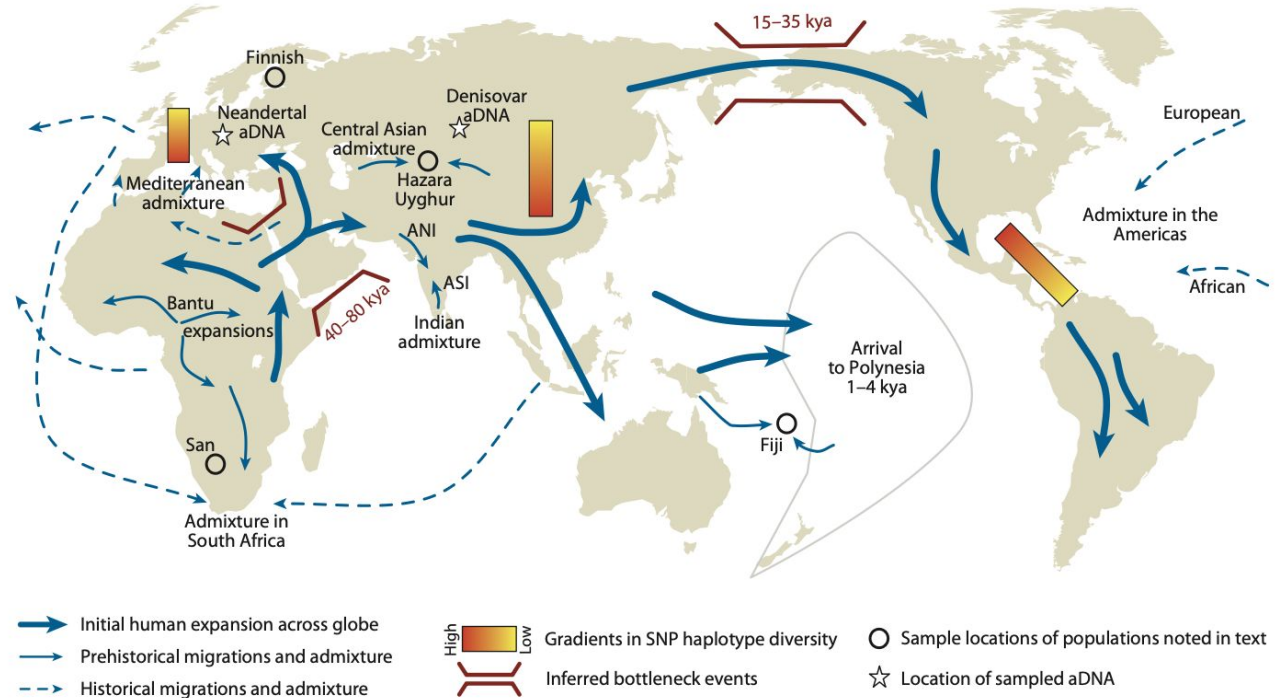 15–35 kya
Finnish
Neandertal
aDNA
Denisovar
aDNA
Central Asian
admixture
European
Mediterranean
admixture
Hazara
Uyghur
Admixture in the
Americas
ANI
ASI
African
40–80 kya
Bantu
expansions
Indian
admixture
Arrival
to Polynesia
1–4 kya
San
Fiji
Admixture in
South Africa
Initial human expansion across globe
Prehistorical migrations and admixture
Historical migrations and admixture
High
Low
Gradients in SNP haplotype diversity
Inferred bottleneck events
Sample locations of populations noted in text
Location of sampled aDNA